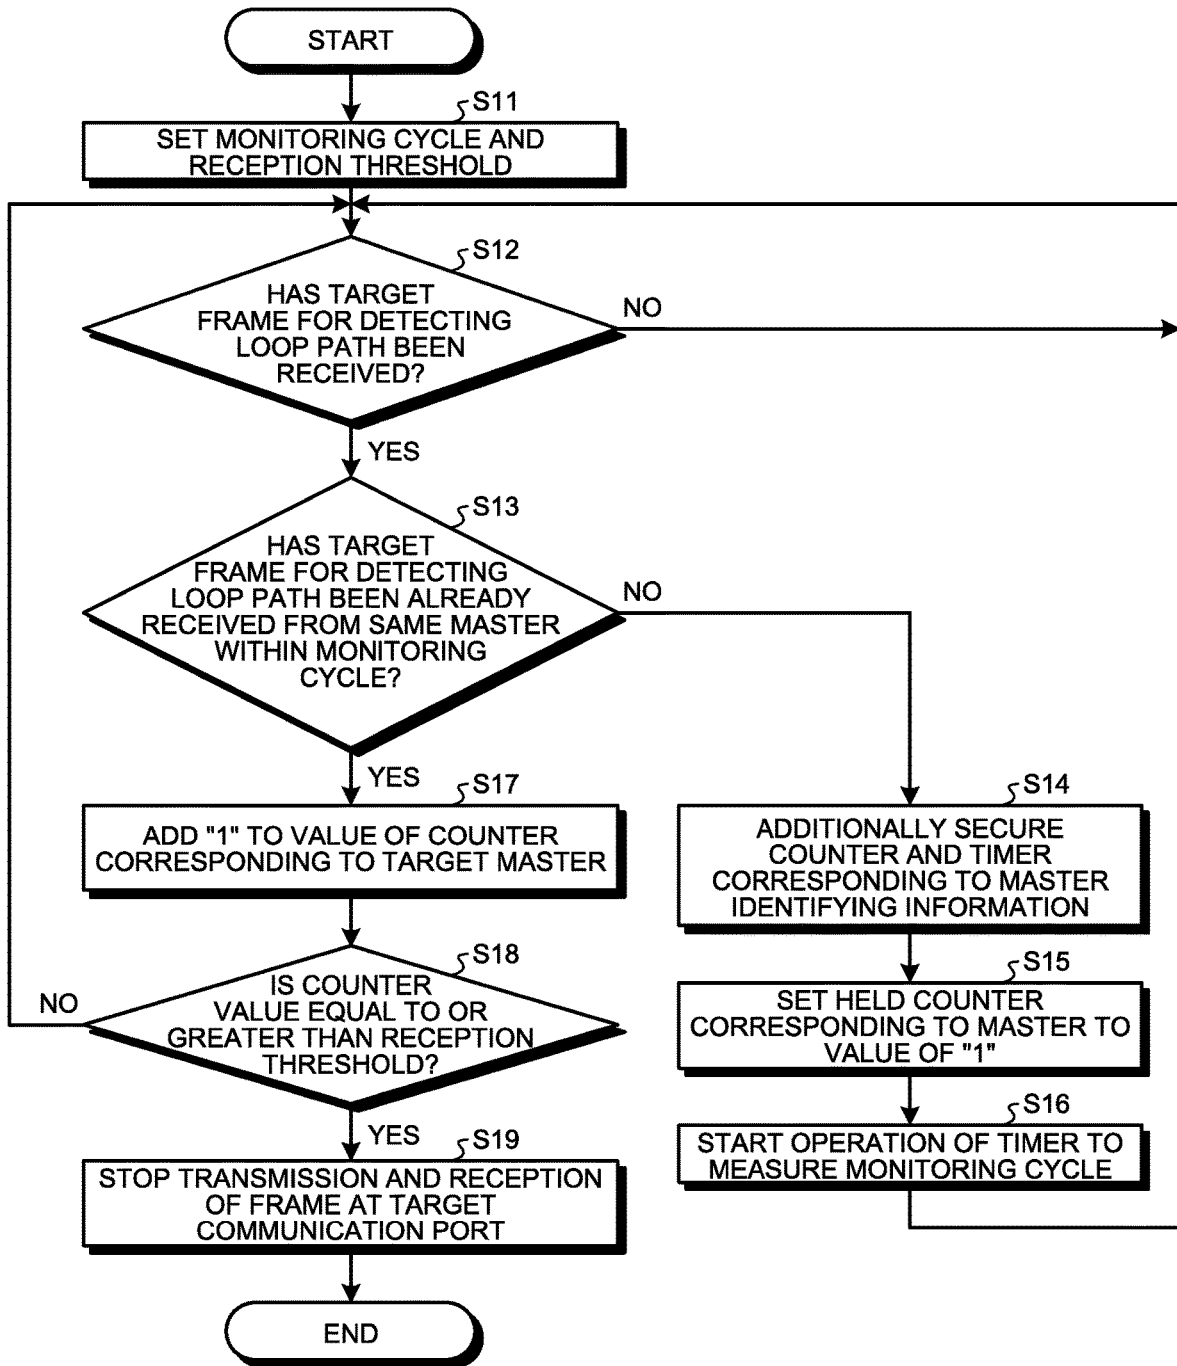 START
S11
SET MONITORING CYCLE AND
RECEPTION THRESHOLD
S12
HAS TARGET
FRAME FOR DETECTING
LOOP PATH BEEN
RECEIVED?
NO
YES
S13
HAS TARGET
FRAME FOR DETECTING
LOOP PATH BEEN ALREADY
RECEIVED FROM SAME MASTER
WITHIN MONITORING
CYCLE?
NO
YES
S17
ADD "1" TO VALUE OF COUNTER
CORRESPONDING TO TARGET MASTER
S14
ADDITIONALLY SECURE
COUNTER AND TIMER
CORRESPONDING TO MASTER
IDENTIFYING INFORMATION
S18
IS COUNTER
VALUE EQUAL TO OR
GREATER THAN RECEPTION
THRESHOLD?
NO
YES
S15
SET HELD COUNTER
CORRESPONDING TO MASTER TO
VALUE OF "1"
S16
START OPERATION OF TIMER TO
MEASURE MONITORING CYCLE
S19
STOP TRANSMISSION AND RECEPTION
OF FRAME AT TARGET
COMMUNICATION PORT
END